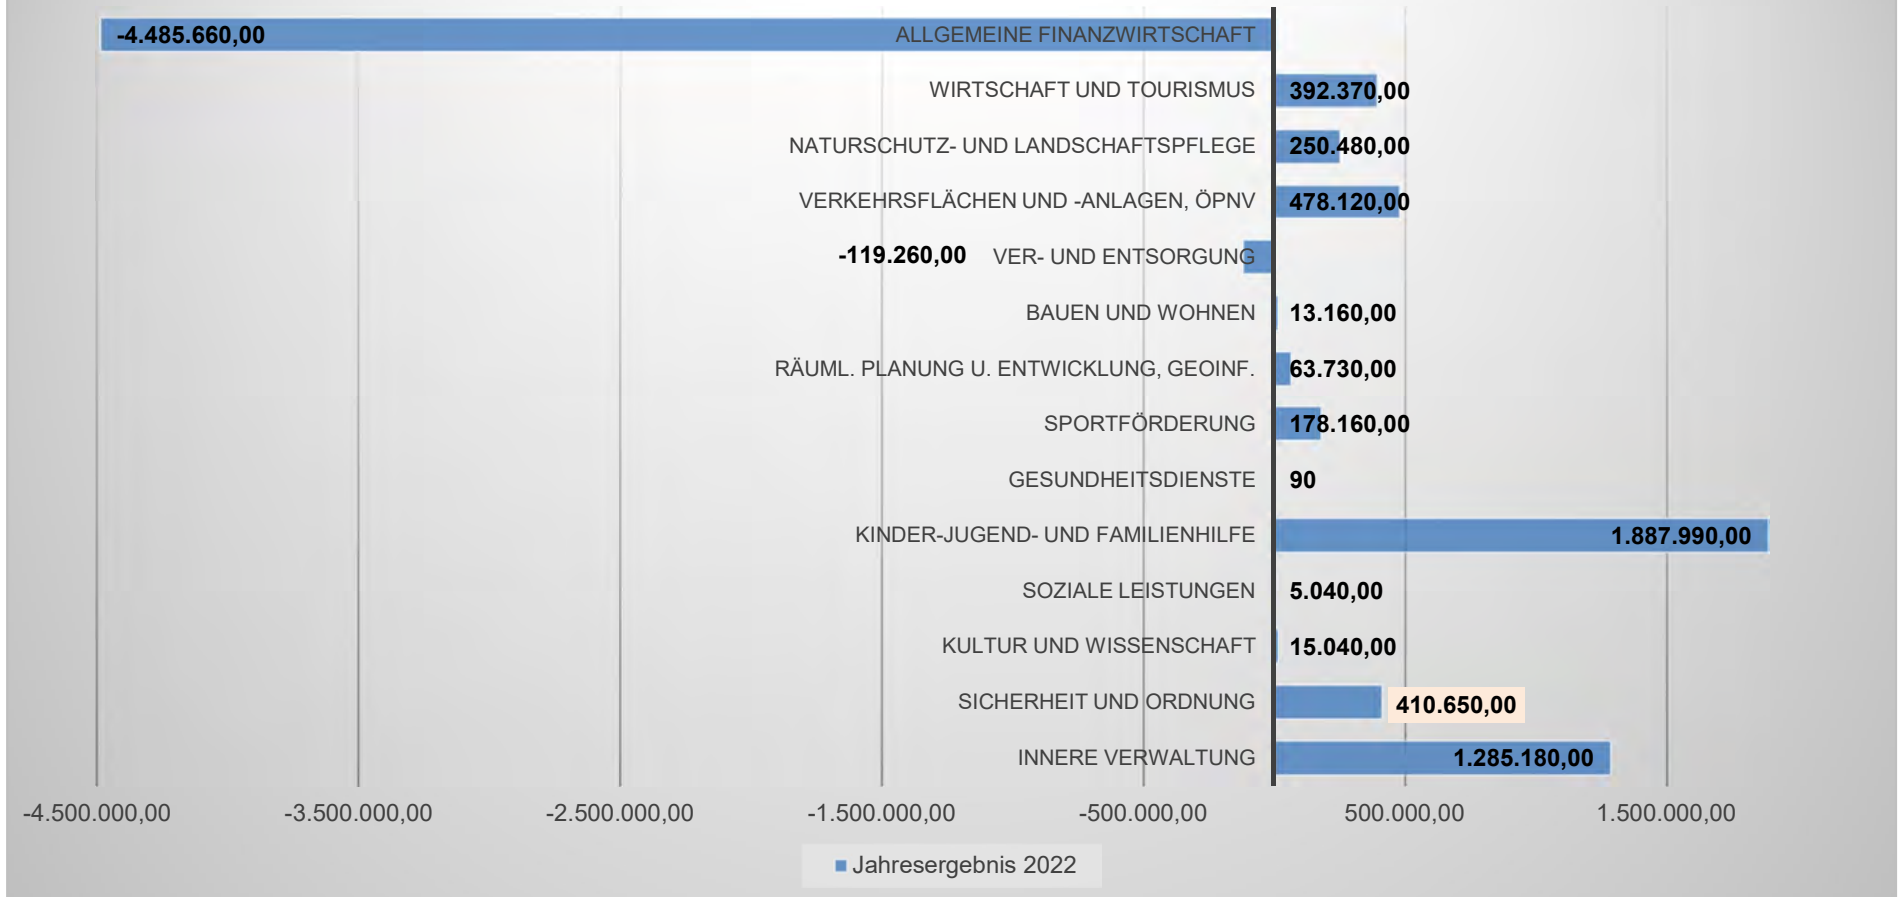 -4.485.660,00 ALLGEMEINE FINANZWIRTSCHAFT
WIRTSCHAFT UND TOURISMUS 392.370,00
NATURSCHUTZ- UND LANDSCHAFTSPFLEGE 250.480,00
VERKEHRSFLÄCHEN UND -ANLAGEN, ÖPNV 478.120,00
-119.260,00 VER- UND ENTSORGUNG
BAUEN UND WOHNEN 13.160,00
RÄUML. PLANUNG U. ENTWICKLUNG, GEOINF. 63.730,00
SPORTFÖRDERUNG 178.160,00
GESUNDHEITSDIENSTE 90
KINDER-JUGEND- UND FAMILIENHILFE 1.887.990,00
SOZIALE LEISTUNGEN 5.040,00
KULTUR UND WISSENSCHAFT 15.040,00
SICHERHEIT UND ORDNUNG 410.650,00
INNERE VERWALTUNG 1.285.180,00
-4.500.000,00 -3.500.000,00 -2.500.000,00 -1.500.000,00 -500.000,00 500.000,00 1.500.000,00
Jahresergebnis 2022